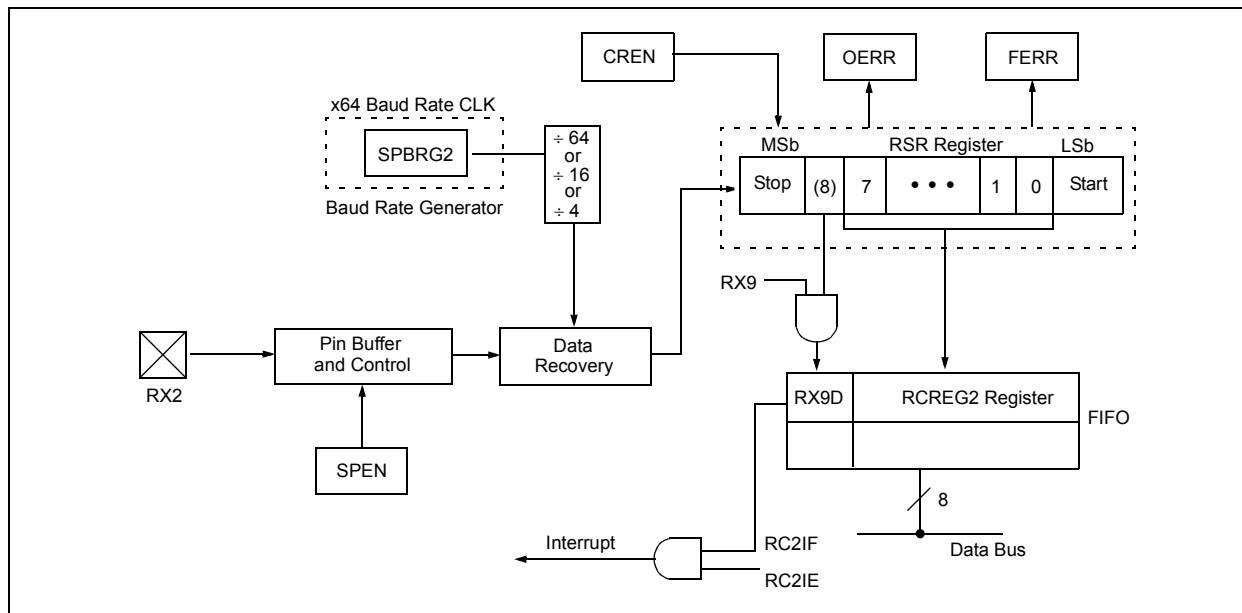 CREN
OERR
FERR
x64 Baud Rate CLK
SPBRG2
Baud Rate Generator
÷ 64
or
÷ 16
or
÷ 4
MSb
RSR Register
LSb
Stop
(8)
7
• • •
1
0
Start
RX9
Pin Buffer
and Control
Data
Recovery
RX2
SPEN
RX9D
RCREG2 Register
FIFO
8
Data Bus
Interrupt
RC2IF
RC2IE